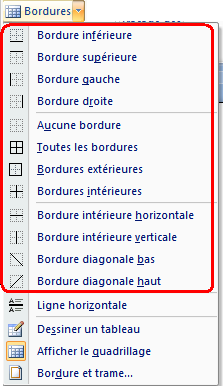 Bordures
Bordure inférieure
Bordure supérieure
Bordure gauche
Bordure droite
Aucune bordure
Toutes les bordures
Bordures extérieures
Bordures intérieures
Bordure intérieure horizontale
Bordure intérieure verticale
Bordure diagonale bas
Bordure diagonale haut
Ligne horizontale
Dessiner un tableau
Afficher le quadrillage
Bordure et trame...